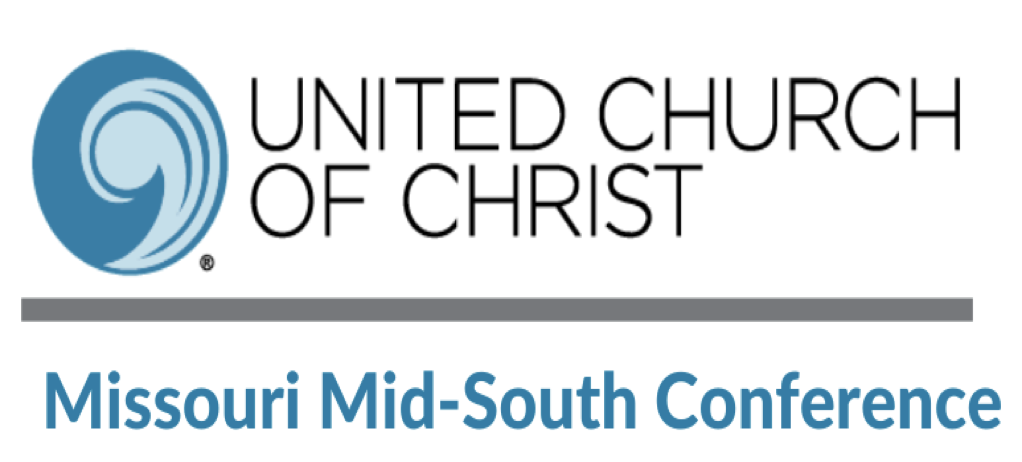 UNITED CHURCH
OF CHRIST
®
Missouri Mid-South Conference